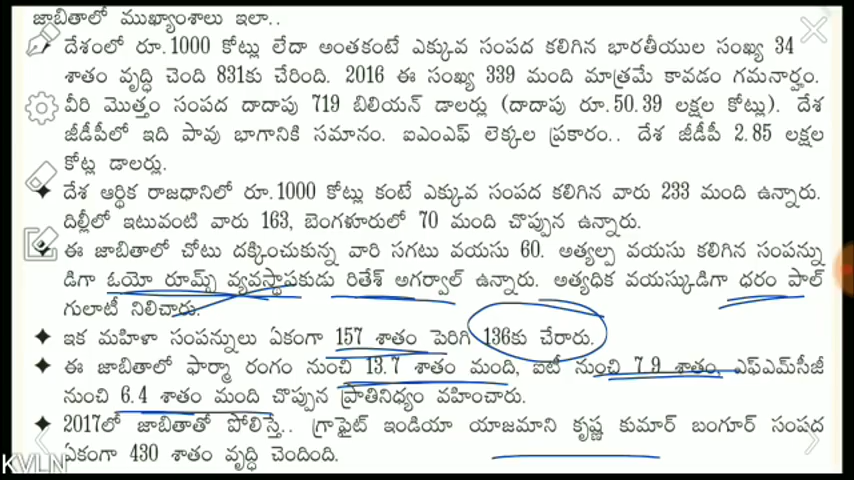 జాబితాలో ముఖ్యాంశాలు ఇలా..
దేశంలో రూ.1000 కోట్లు లేదా అంతకంటే ఎక్కువ సంపద కలిగిన భారతీయుల సంఖ్య 34
శాతం వృద్ధి చెంది 831కు చేరింది. 2016 ఈ సంఖ్య 339 మంది మాత్రమే కావడం గమనార్హం.
వీరి మొత్తం సంపద దాదాపు 719 బిలియన్ డాలర్లు (దాదాపు రూ.50.39 లక్షల కోట్లు). దేశ
జీడీపీలో ఇది పావు భాగానికి సమానం. ఐఎంఎఫ్ లెక్కల ప్రకారం.. దేశ జీడీపీ 2.85 లక్షల
కోట్ల డాలర్లు.
✦ దేశ ఆర్థిక రాజధానిలో రూ.1000 కోట్లు కంటే ఎక్కువ సంపద కలిగిన వారు 233 మంది ఉన్నారు.
దిల్లీలో ఇటువంటి వారు 163, బెంగళూరులో 70 మంది చొప్పున ఉన్నారు.
ఈ జాబితాలో చోటు దక్కించుకున్న వారి సగటు వయసు 60. అత్యల్ప వయసు కలిగిన సంపన్ను
డిగా ఓయో రూమ్స్ వ్యవస్థాపకుడు రితేశ్ అగర్వాల్ ఉన్నారు. అత్యధిక వయస్కుడిగా ధరం పాల్
గులాటీ నిలిచారు.
✦ ఇక మహిళా సంపన్నులు ఏకంగా 157 శాతం పెరిగి 136కు చేరారు.
✦ ఈ జాబితాలో ఫార్మా రంగం నుంచి 13.7 శాతం మంది, ఐటీ నుంచి 7.9 శాతం, ఎఫ్ఎమ్‌సీజీ
నుంచి 6.4 శాతం మంది చొప్పున ప్రాతినిధ్యం వహించారు.
✦ 2017లో జాబితాతో పోలిస్తే.. గ్రాఫైట్ ఇండియా యాజమాని కృష్ణ కుమార్ బంగూర్ సంపద
ఏకంగా 430 శాతం వృద్ధి చెందింది.
KVLN